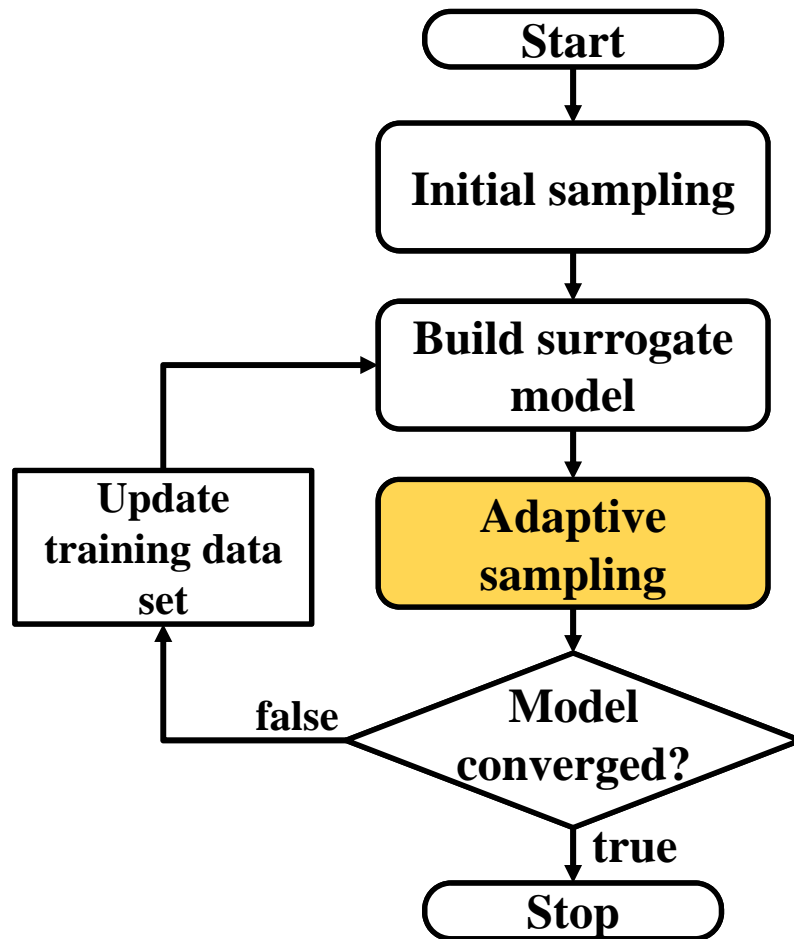 Start
Initial sampling
Build surrogate
model
Adaptive
sampling
Update
training data
set
false
Model
converged?
true
Stop